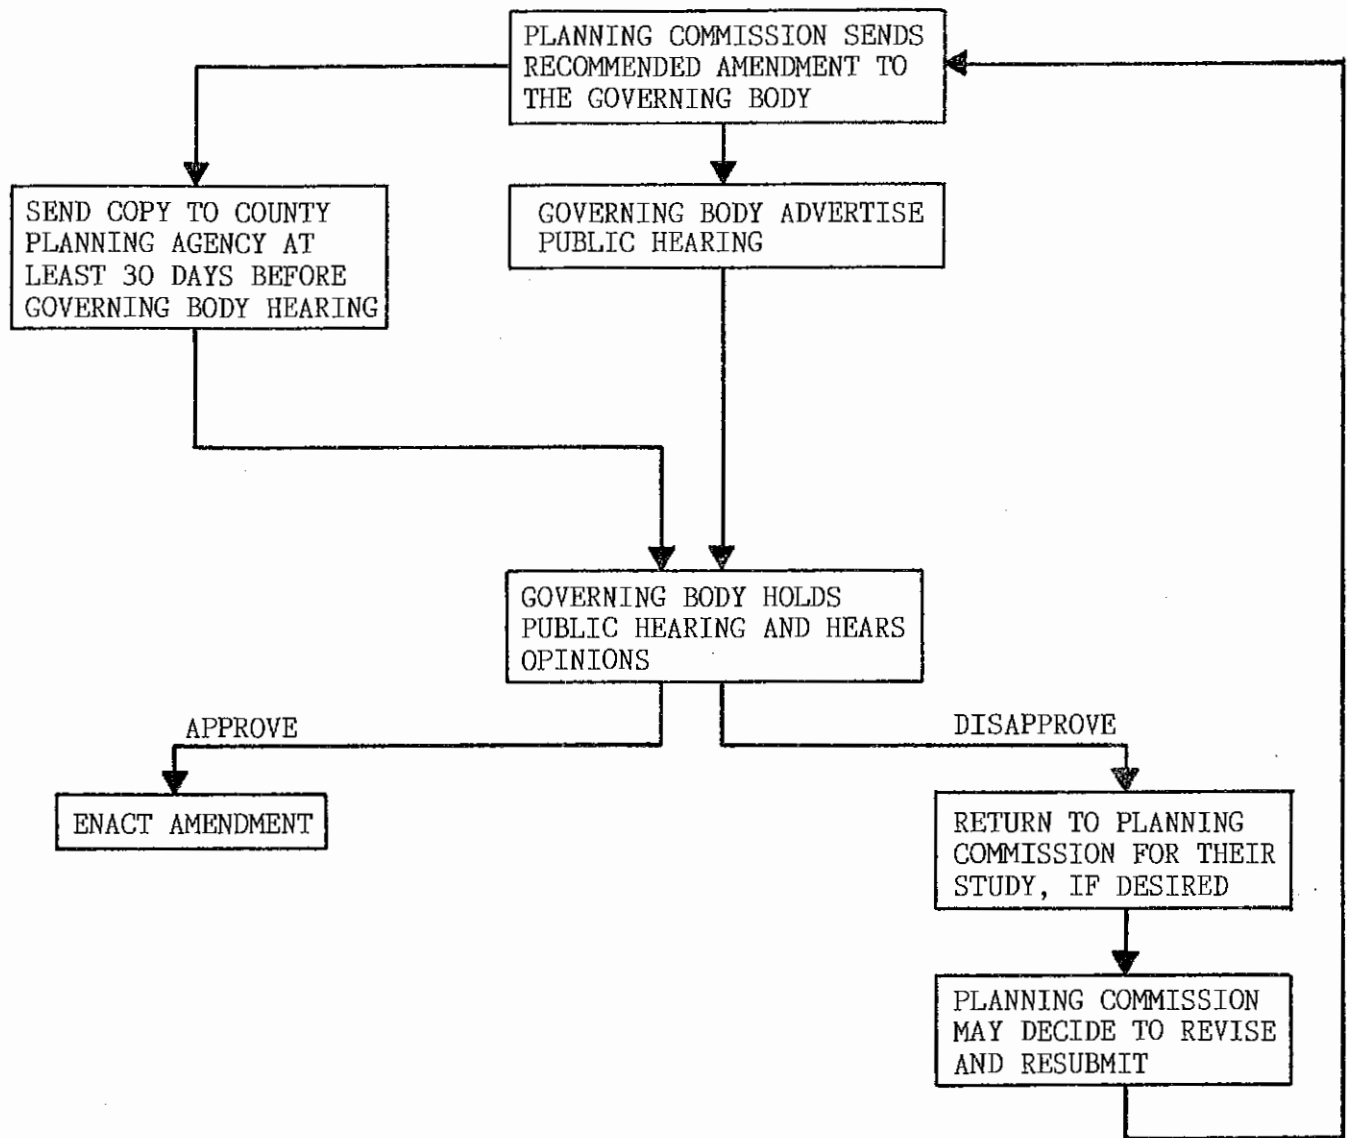 PLANNING COMMISSION SENDS
RECOMMENDED AMENDMENT TO
THE GOVERNING BODY
SEND COPY TO COUNTY
PLANNING AGENCY AT
LEAST 30 DAYS BEFORE
GOVERNING BODY HEARING
GOVERNING BODY ADVERTISE
PUBLIC HEARING
GOVERNING BODY HOLDS
PUBLIC HEARING AND HEARS
OPINIONS
APPROVE
DISAPPROVE
ENACT AMENDMENT
RETURN TO PLANNING
COMMISSION FOR THEIR
STUDY, IF DESIRED
PLANNING COMMISSION
MAY DECIDE TO REVISE
AND RESUBMIT